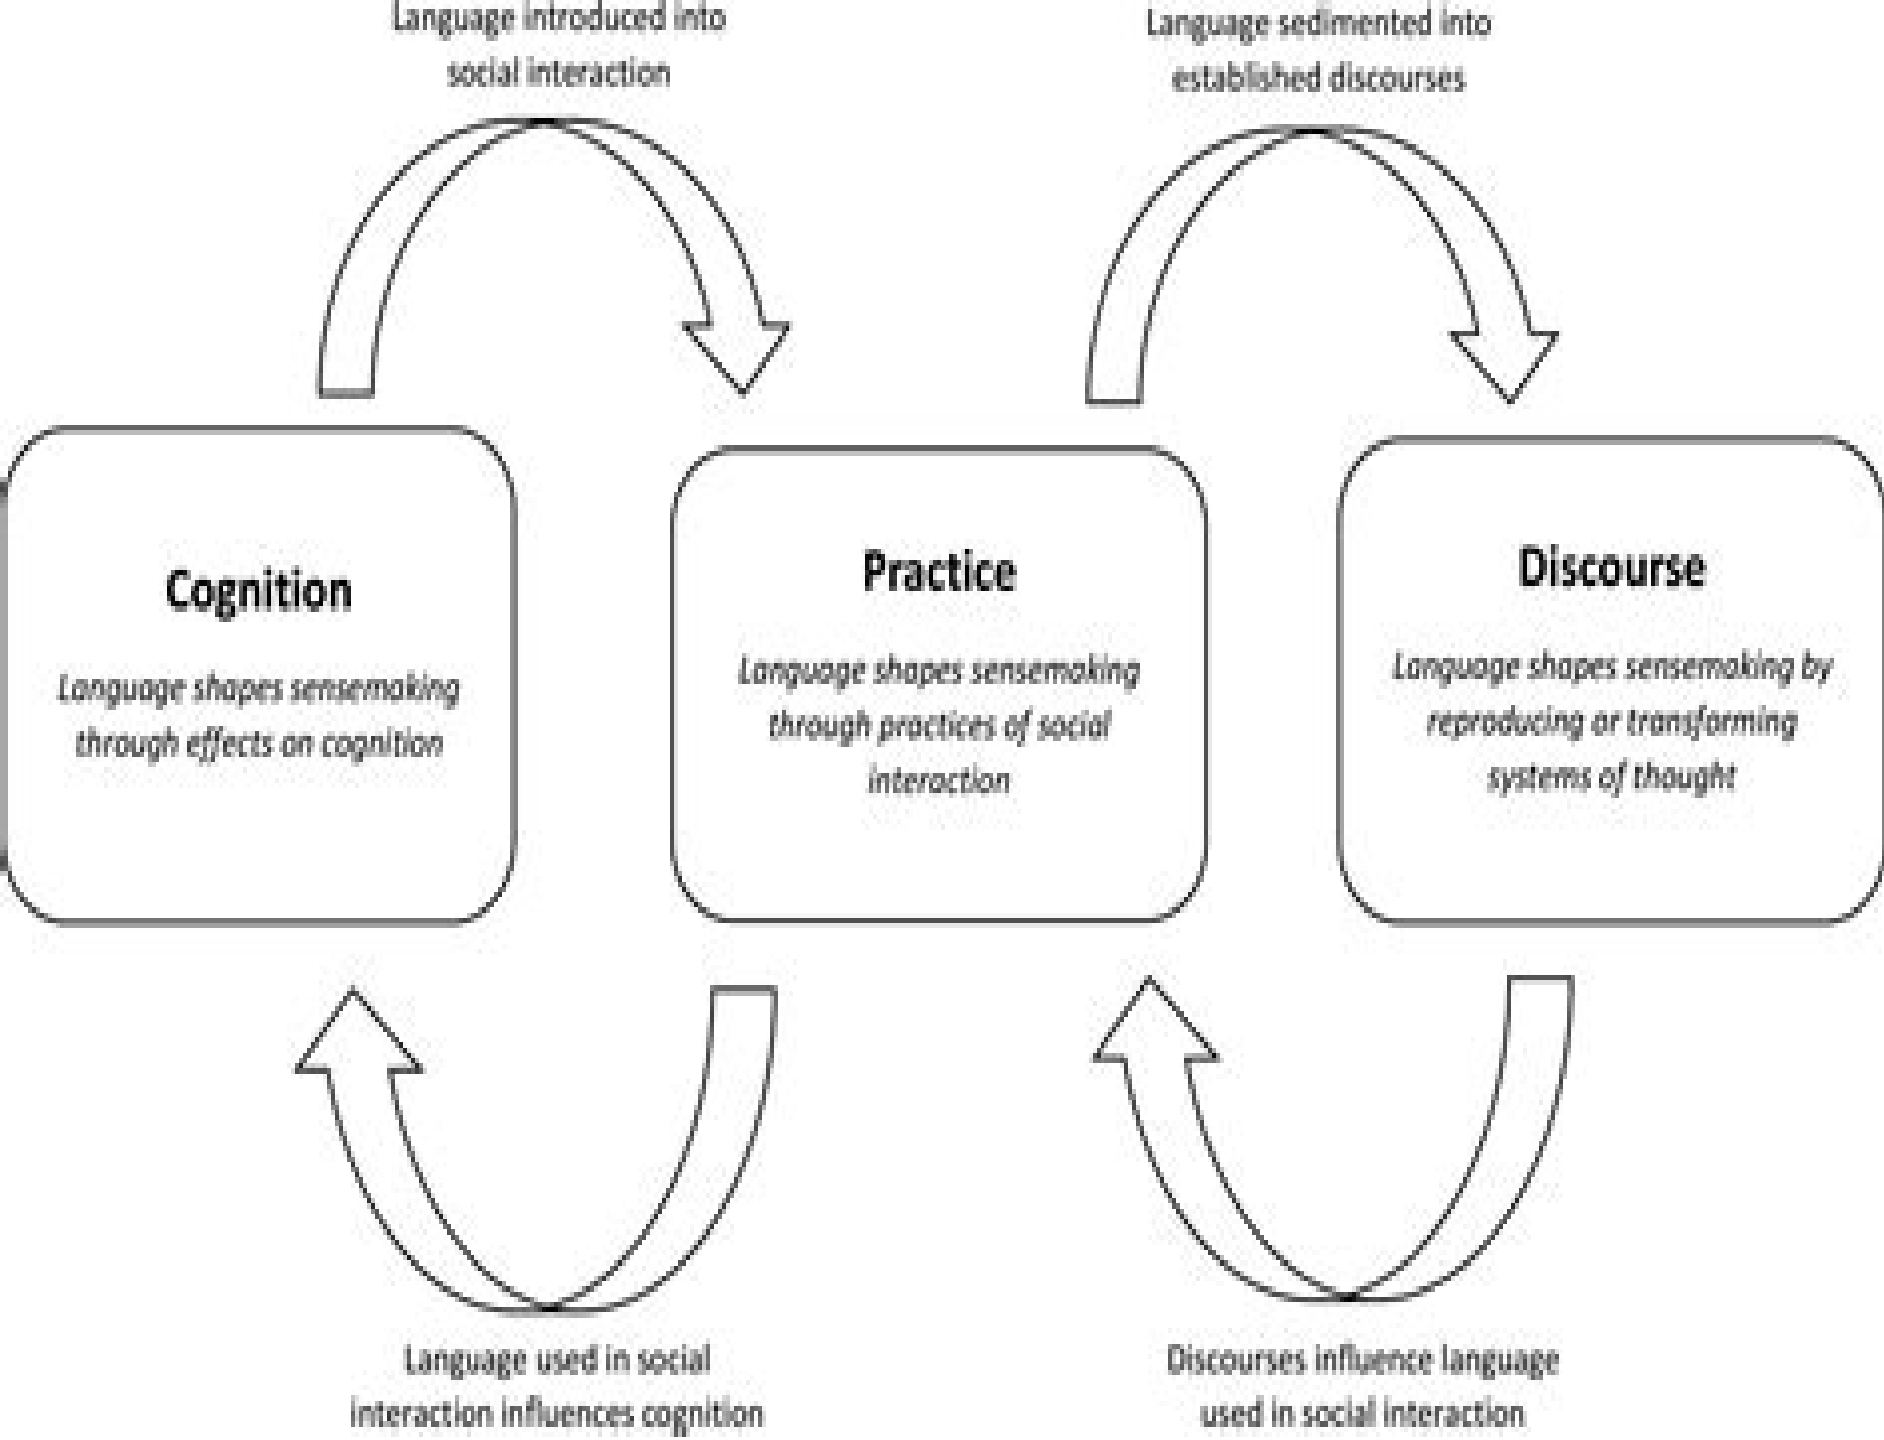 Language introduced into
social interaction
Language sedimented into
established discourses
Cognition
Language shapes sensemaking
through effects on cognition
Practice
Language shapes sensemaking
through practices of social
interaction
Discourse
Language shapes sensemaking by
reproducing or transforming
systems of thought
Language used in social
interaction influences cognition
Discourses influence language
used in social interaction